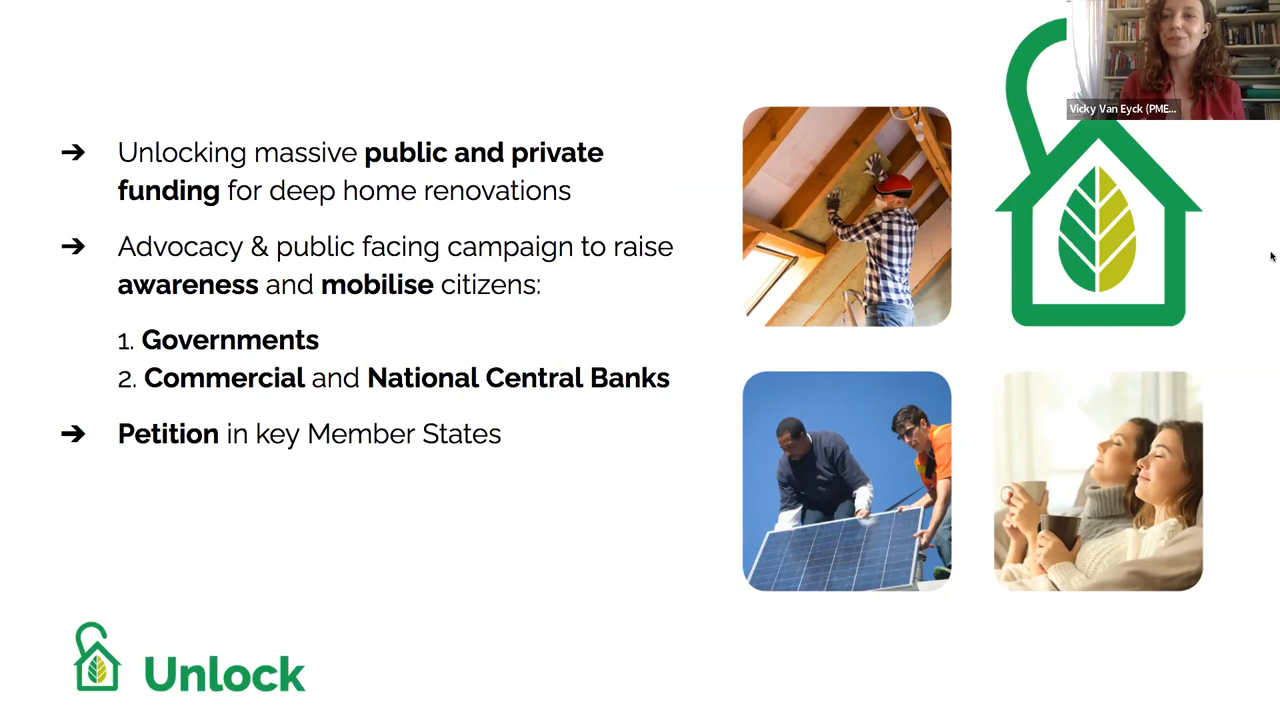 ➔ Unlocking massive public and private
funding for deep home renovations
➔ Advocacy & public facing campaign to raise
awareness and mobilise citizens:
1. Governments
2. Commercial and National Central Banks
➔ Petition in key Member States
Unlock
Vicky Van Eyck (PME...